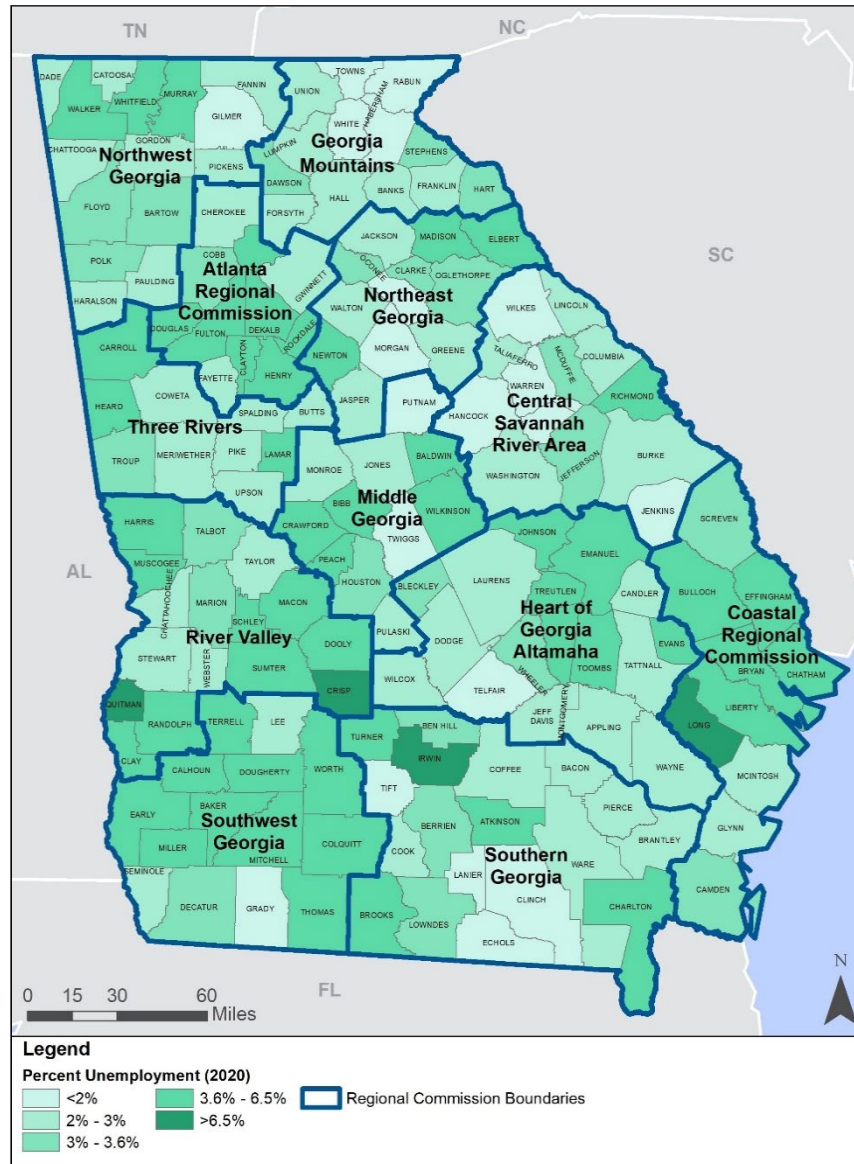 TN
NC
DADE
CATOOSA
WALKER
WHITFIELD
MURRAY
FANNIN
UNION
TOWNS
RABUN
GILMER
WHITE
HABERSHAM
CHATTOOGA
GORDON
Northwest
Georgia
PICKENS
LUMPKIN
Georgia
Mountains
STEPHENS
DAWSON
HALL
BANKS
FRANKLIN
HART
FLOYD
BARTOW
CHEROKEE
FORSYTH
JACKSON
MADISON
ELBERT
SC
POLK
COBB
PAULDING
HARALSON
Atlanta
Regional
Commission
GWINNETT
OCONEE
CLARKE
OGLETHORPE
WALTON
Northeast
Georgia
WILKES
LINCOLN
DOUGLAS
FULTON
DEKALB
ROCKDALE
CARROLL
CLAYTON
HENRY
NEWTON
MORGAN
GREENE
TALIAFERRO
MCDUFFIE
COLUMBIA
FAYETTE
WARREN
HEARD
COWETA
SPALDING
BUTTS
JASPER
PUTNAM
HANCOCK
Central
Savannah
River Area
RICHMOND
Three Rivers
TROUP
MERIWETHER
PIKE
LAMAR
UPSON
MONROE
JONES
BALDWIN
WASHINGTON
JEFFERSON
BURKE
Middle
Georgia
HARRIS
TALBOT
CRAWFORD
BIBB
WILKINSON
JENKINS
SCREVEN
AL
MUSCOGEE
TAYLOR
PEACH
TWIGGS
JOHNSON
EMANUEL
CHATTAHOOCHEE
MARION
MACON
HOUSTON
BLECKLEY
LAURENS
TREUTLEN
CANDLER
BULLOCH
EFFINGHAM
River Valley
SCHLEY
DOOLY
PULASKI
DODGE
Heart of
Georgia
Altamaha
EVANS
Coastal
Regional
Commission
STEWART
WEBSTER
SUMTER
CRISP
WILCOX
TELFAIR
WHEELER
MONTGOMERY
TOOMBS
TATTNALL
BRYAN
CHATHAM
QUITMAN
RANDOLPH
TERRELL
LEE
TURNER
BEN HILL
JEFF
DAVIS
APPLING
LONG
LIBERTY
CLAY
CALHOUN
DOUGHERTY
WORTH
IRWIN
COFFEE
BACON
WAYNE
MCINTOSH
EARLY
BAKER
TIFT
PIERCE
Southwest
Georgia
MILLER
MITCHELL
COLQUITT
COOK
BERRIEN
ATKINSON
BRANTLEY
GLYNN
Southern
Georgia
WARE
SEMINOLE
DECATUR
GRADY
THOMAS
BROOKS
LOWNDES
LANIER
CLINCH
ECHOLS
CHARLTON
CAMDEN
FL
0 15 30 60
Miles
N
Legend
Percent Unemployment (2020)
<2%
2% - 3%
3% - 3.6%
3.6% - 6.5%
>6.5%
Regional Commission Boundaries